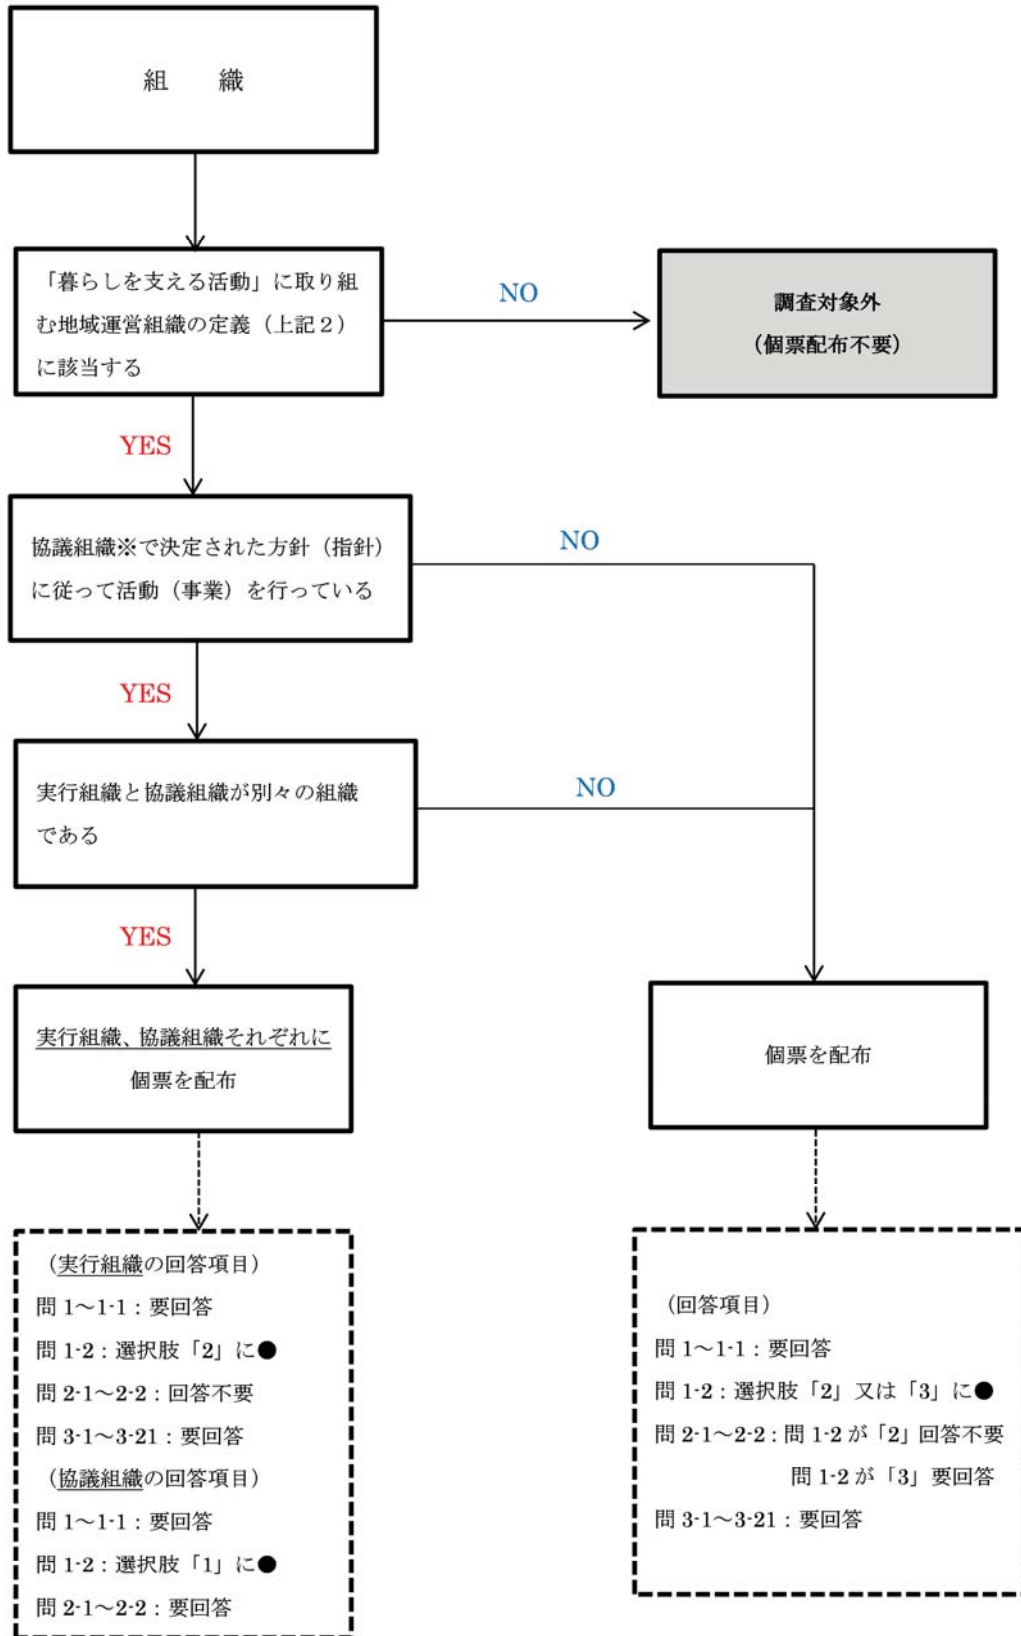 組　織
「暮らしを支える活動」に取り組
む地域運営組織の定義（上記２）
に該当する
NO
調査対象外
（個票配布不要）
YES
協議組織※で決定された方針（指針）
に従って活動（事業）を行っている
NO
YES
実行組織と協議組織が別々の組織
である
NO
YES
実行組織、協議組織それぞれに
個票を配布
個票を配布
（実行組織の回答項目）
問 1～1-1：要回答
問 1-2：選択肢「2」に●
問 2-1～2-2：回答不要
問 3-1～3-21：要回答
（協議組織の回答項目）
問 1～1-1：要回答
問 1-2：選択肢「1」に●
問 2-1～2-2：要回答
（回答項目）
問 1～1-1：要回答
問 1-2：選択肢「2」又は「3」に●
問 2-1～2-2：問 1-2 が「2」回答不要
問 1-2 が「3」要回答
問 3-1～3-21：要回答